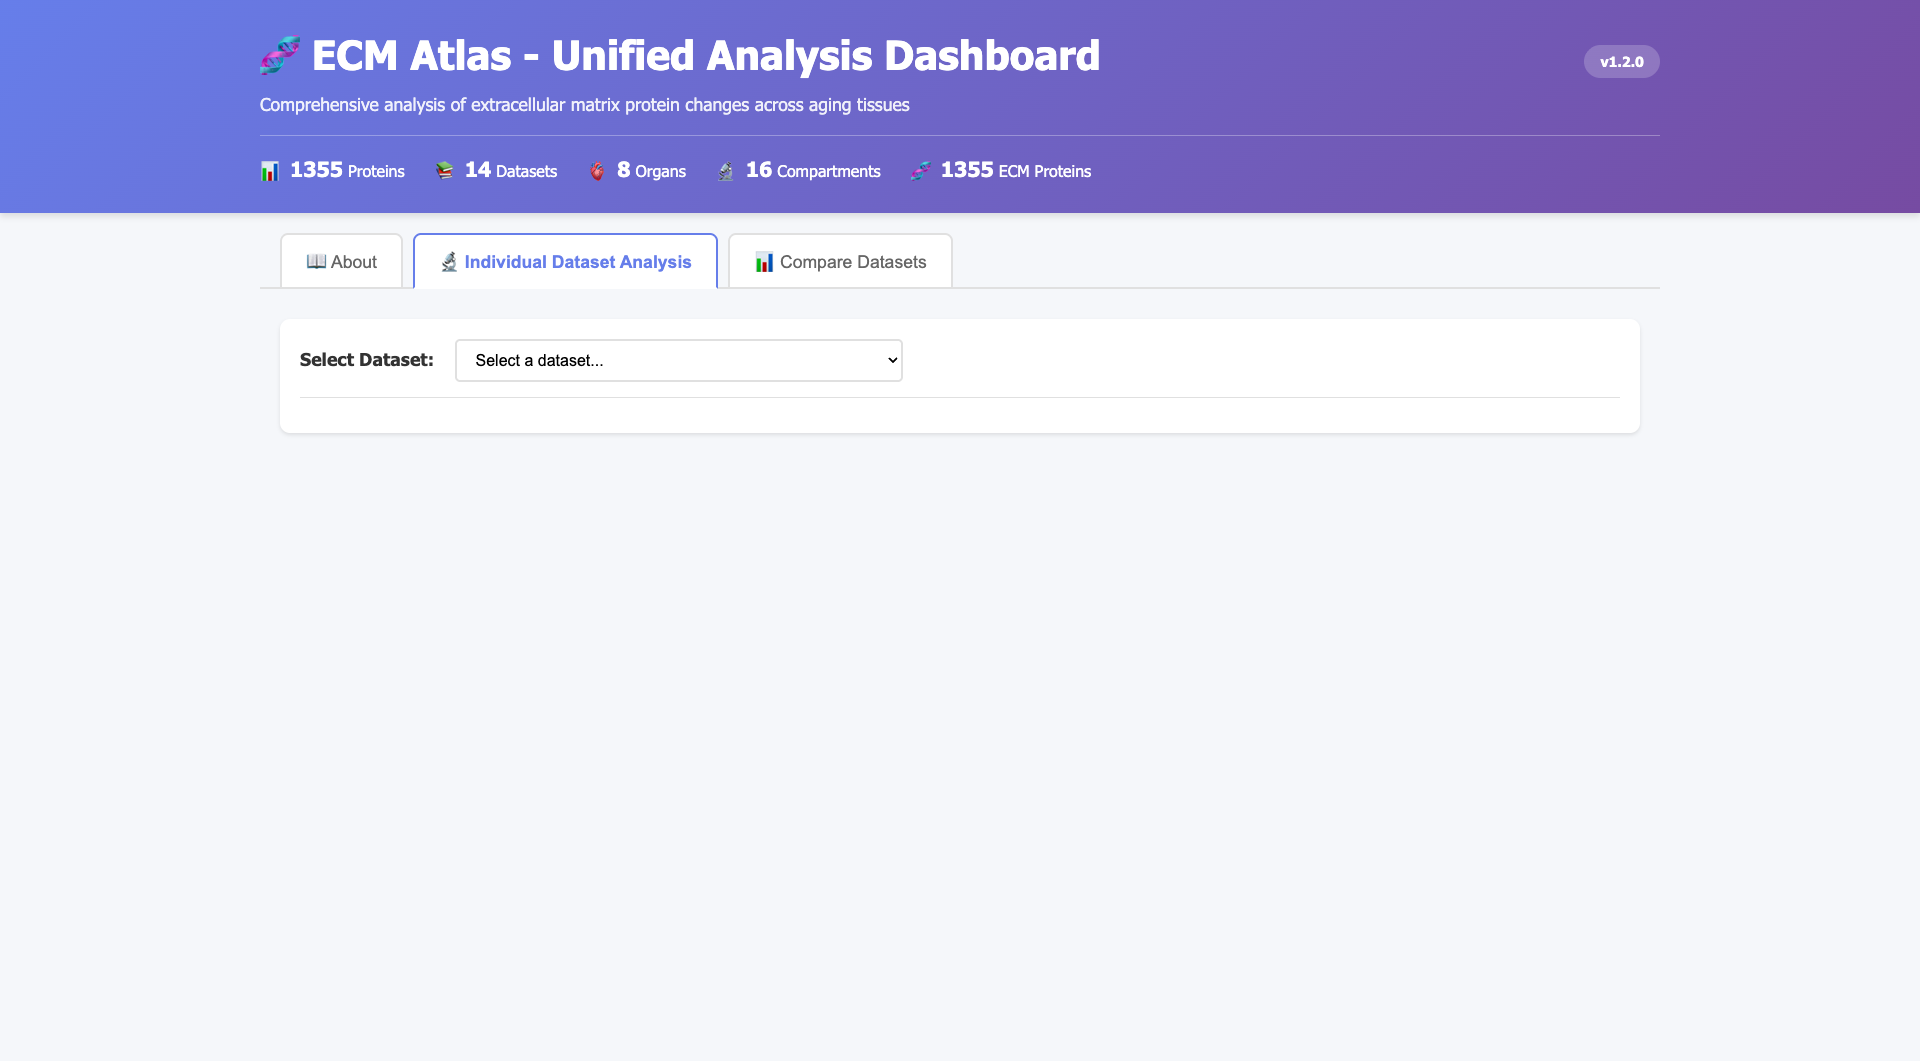 ECM Atlas - Unified Analysis Dashboard
v1.2.0
Comprehensive analysis of extracellular matrix protein changes across aging tissues
1355 Proteins 14 Datasets 8 Organs 16 Compartments 1355 ECM Proteins
About Individual Dataset Analysis Compare Datasets
Select Dataset: Select a dataset...